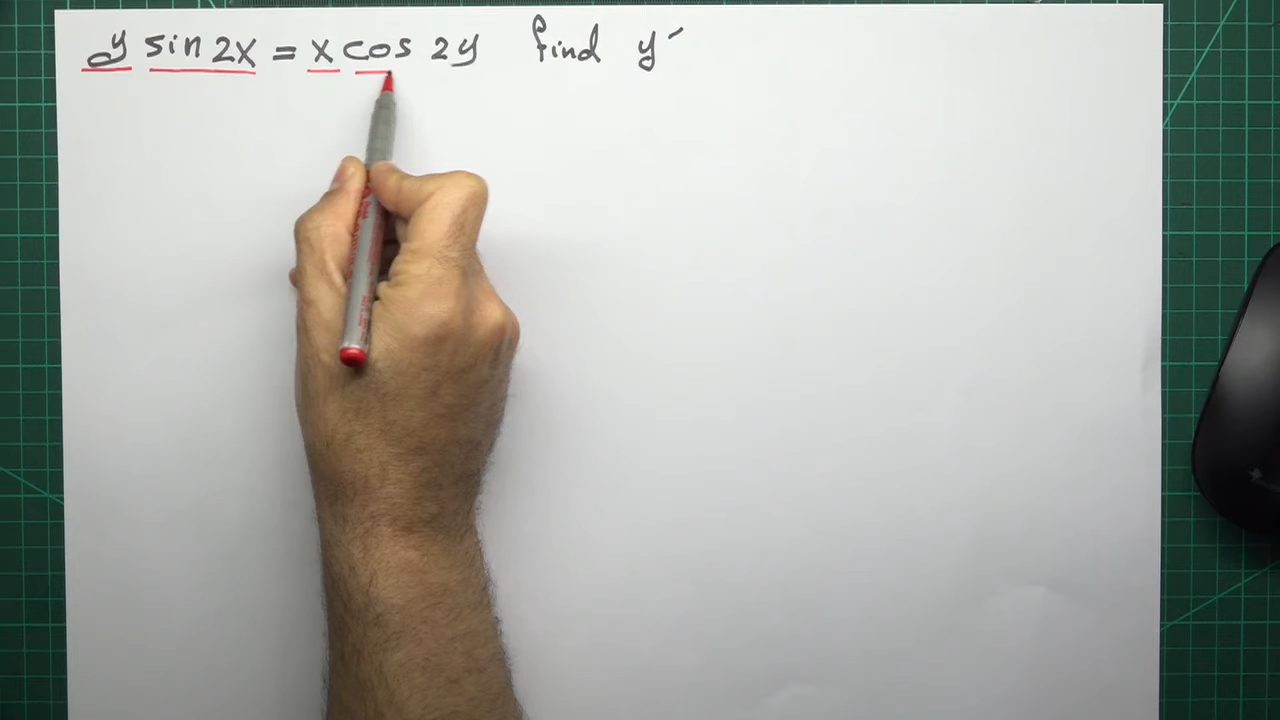 y sin 2x = x cos 2y find y′